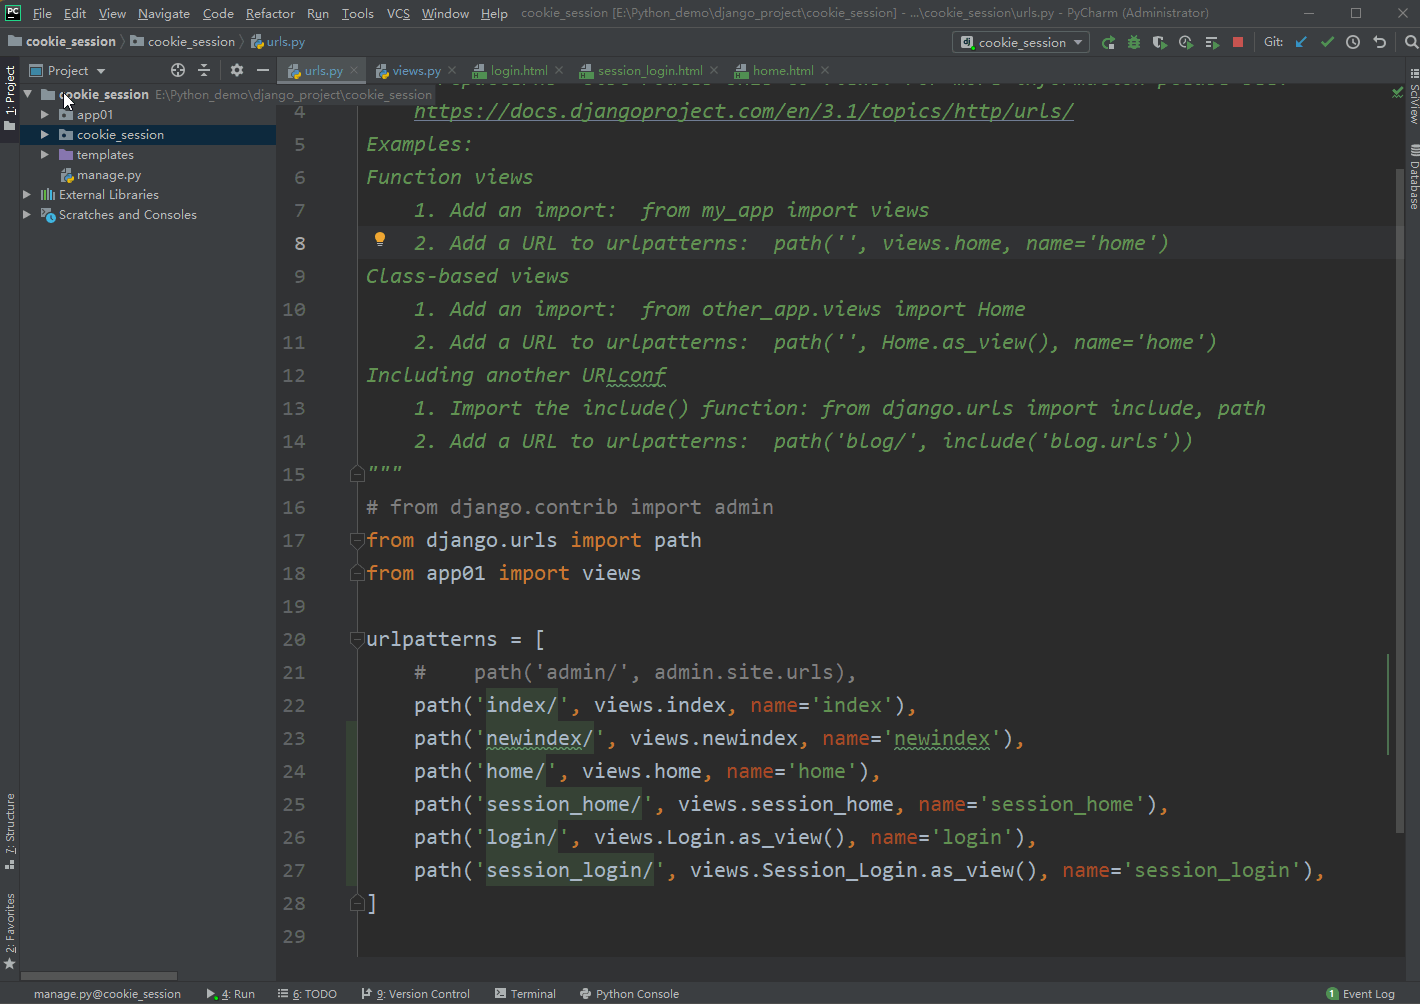 PC File Edit View Navigate Code Refactor Run Tools VCS Window Help cookie_session [E:\Python_demo\django_project\cookie_session] - ...\cookie_session\urls.py - PyCharm (Administrator)
cookie_session cookie_session urls.py cookie_session Git:
Project urls.py views.py login.html session_login.html home.html
1: Project
cookie_session E:\Python_demo\django_project\cookie_session
app01
cookie_session
templates
manage.py
External Libraries
Scratches and Consoles
4 https://docs.djangoproject.com/en/3.1/topics/http/urls/
5 Examples:
6 Function views
7 1. Add an import:  from my_app import views
8 2. Add a URL to urlpatterns:  path('', views.home, name='home')
9 Class-based views
10 1. Add an import:  from other_app.views import Home
11 2. Add a URL to urlpatterns:  path('', Home.as_view(), name='home')
12 Including another URLconf
13 1. Import the include() function: from django.urls import include, path
14 2. Add a URL to urlpatterns:  path('blog/', include('blog.urls'))
15 """
16 # from django.contrib import admin
17 from django.urls import path
18 from app01 import views
19
20 urlpatterns = [
21 #    path('admin/', admin.site.urls),
22 path('index/', views.index, name='index'),
23 path('newindex/', views.newindex, name='newindex'),
24 path('home/', views.home, name='home'),
25 path('session_home/', views.session_home, name='session_home'),
26 path('login/', views.Login.as_view(), name='login'),
27 path('session_login/', views.Session_Login.as_view(), name='session_login'),
28 ]
29
SciView
Database
7: Structure
2: Favorites
manage.py@cookie_session 4: Run 6: TODO 9: Version Control Terminal Python Console 1 Event Log